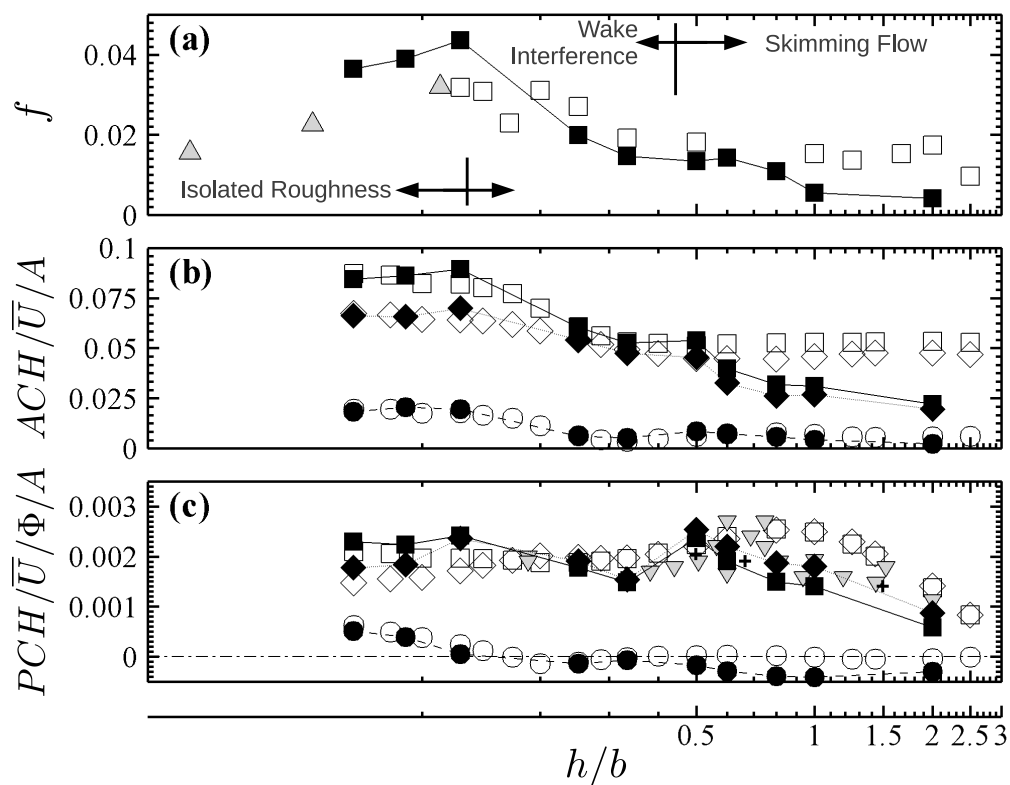 (a)
Wake
Interference
Skimming Flow
Isolated Roughness
f
0.04
0.02
0
(b)
ACH/U̅/A
0.1
0.075
0.05
0.025
0
(c)
PCH/U̅/Φ/A
0.003
0.002
0.001
0
0.5 1 1.5 2 2.5 3
h/b